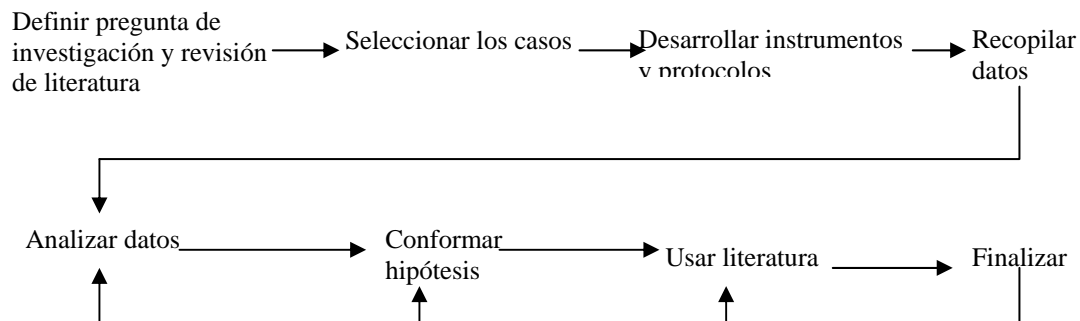 Definir pregunta de
investigación y revisión
de literatura
Seleccionar los casos
Desarrollar instrumentos
y protocolos
Recopilar
datos
Analizar datos
Conformar
hipótesis
Usar literatura
Finalizar